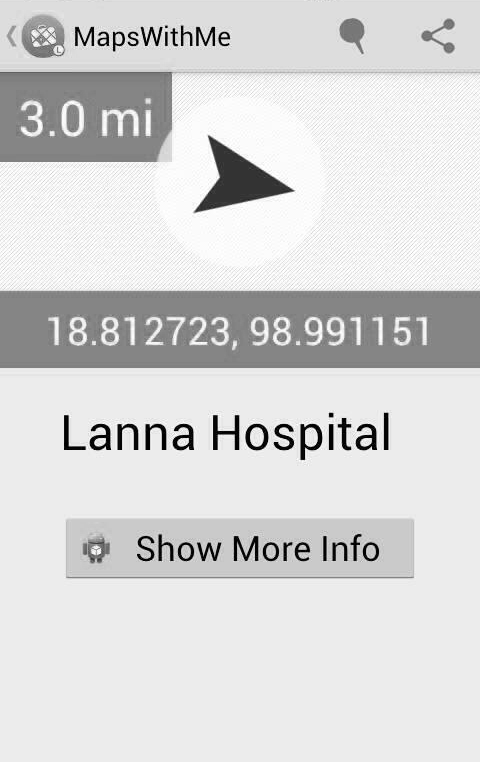 MapsWithMe
3.0 mi
18.812723, 98.991151
Lanna Hospital
Show More Info